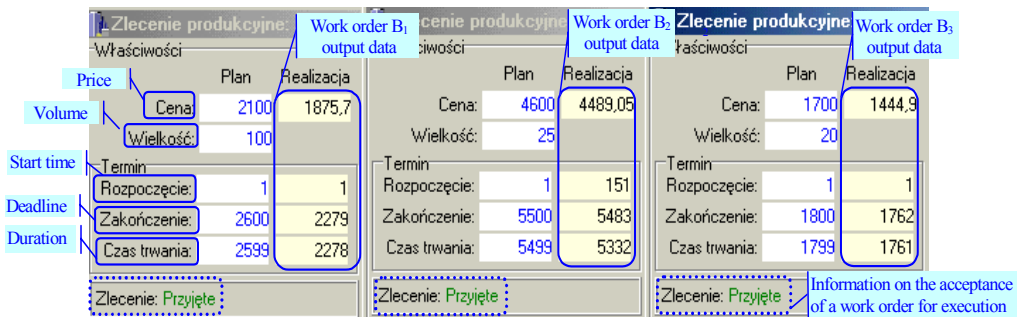 Zlecenie produkcyjne:
Work order B₁
output data
Właściwości
Plan Realizacja
Price
Cena: 2100 1875,7
Volume
Wielkość: 100
Start time
Termin
Rozpoczęcie: 1 1
Deadline
Zakończenie: 2600 2279
Duration
Czas trwania: 2599 2278
Zlecenie: Przyjęte
Zlecenie produkcyjne
Work order B₂
output data
Właściwości
Plan Realizacja
Cena: 4600 4489,05
Wielkość: 25
Termin
Rozpoczęcie: 1 151
Zakończenie: 5500 5483
Czas trwania: 5499 5332
Zlecenie: Przyjęte
Zlecenie produkcyjne
Work order B₃
output data
Właściwości
Plan Realizacja
Cena: 1700 1444,9
Wielkość: 20
Termin
Rozpoczęcie: 1 1
Zakończenie: 1800 1762
Czas trwania: 1799 1761
Zlecenie: Przyjęte
Information on the acceptance
of a work order for execution